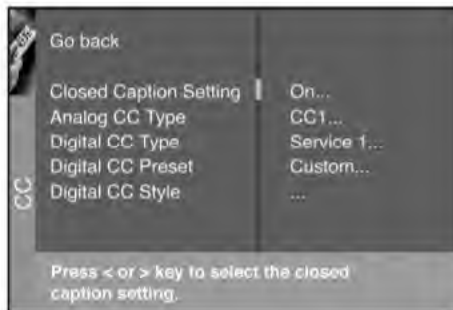 Go back
Closed Caption Setting On...
Analog CC Type CC1...
Digital CC Type Service 1...
Digital CC Preset Custom...
Digital CC Style ...
CC
Press < or > key to select the closed
caption setting.